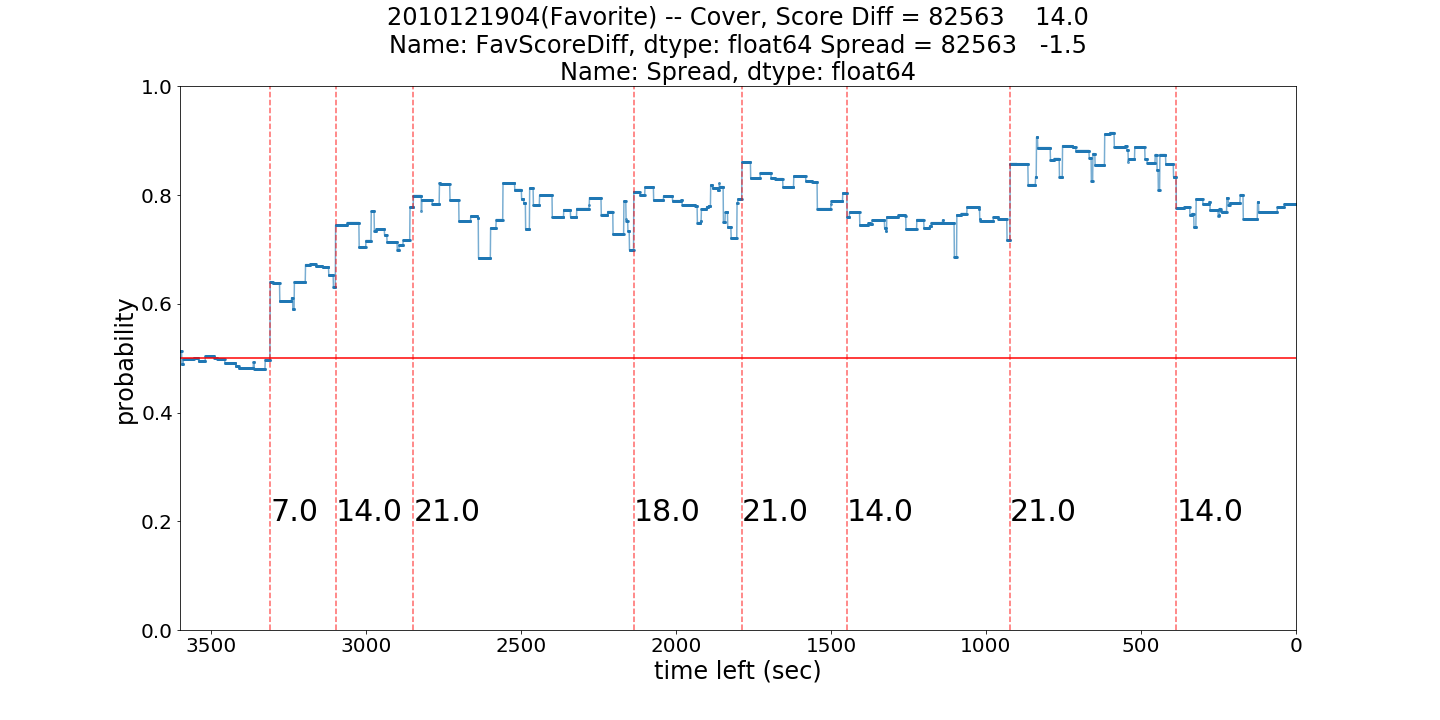 2010121904(Favorite) -- Cover, Score Diff = 82563    14.0
Name: FavScoreDiff, dtype: float64 Spread = 82563   -1.5
Name: Spread, dtype: float64
1.0
0.8
0.6
0.4
0.2
0.0
probability
7.0 14.0 21.0 18.0 21.0 14.0 21.0 14.0
3500 3000 2500 2000 1500 1000 500 0
time left (sec)